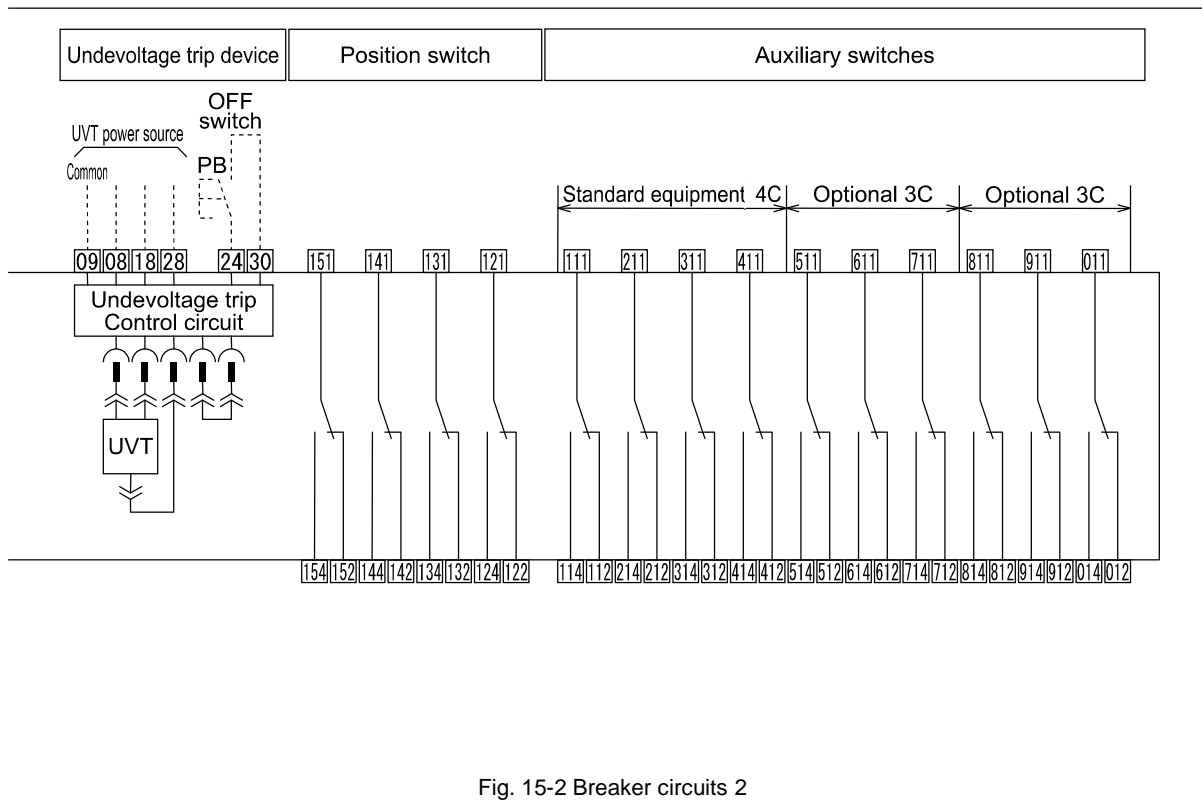 Undevoltage trip device
Position switch
Auxiliary switches
OFF
switch
UVT power source
Common
PB
Standard equipment 4C
Optional 3C
Optional 3C
09 08 18 28 24 30 151 141 131 121 111 211 311 411 511 611 711 811 911 011
Undevoltage trip
Control circuit
UVT
154 152 144 142 134 132 124 122 114 112 214 212 314 312 414 412 514 512 614 612 714 712 814 812 914 912 014 012
Fig. 15-2 Breaker circuits 2